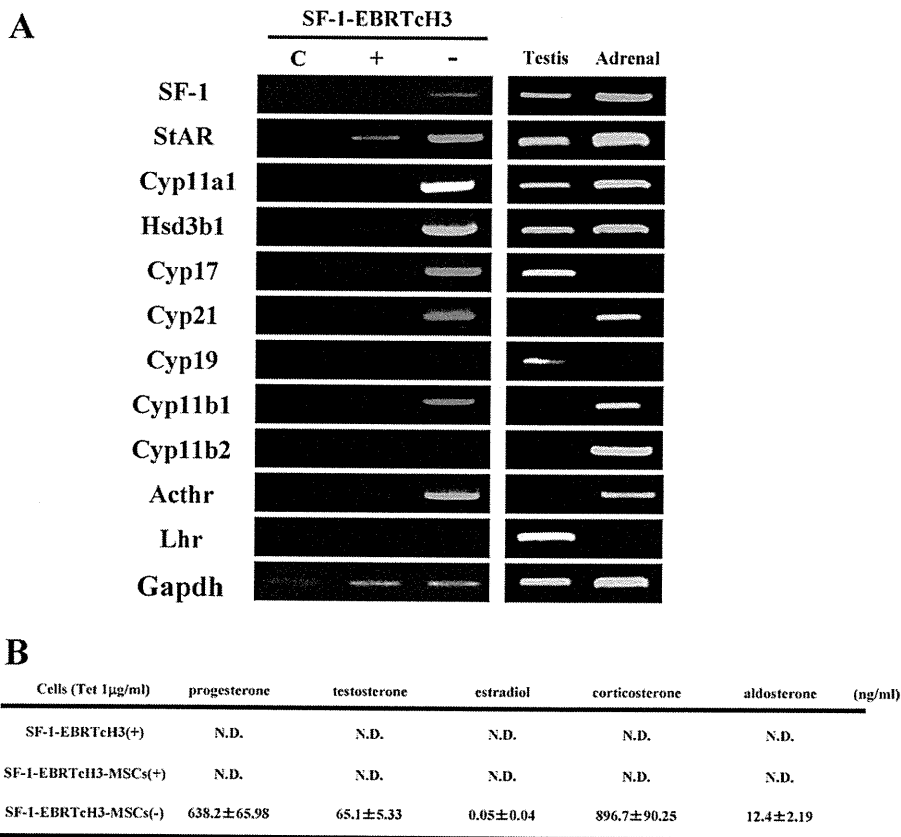 A
SF-1-EBRTcH3
C + - Testis Adrenal
SF-1
StAR
Cyp11a1
Hsd3b1
Cyp17
Cyp21
Cyp19
Cyp11b1
Cyp11b2
Acthr
Lhr
Gapdh
B
Cells (Tet 1μg/ml) progesterone testosterone estradiol corticosterone aldosterone (ng/ml)
SF-1-EBRTcH3(+) N.D. N.D. N.D. N.D. N.D.
SF-1-EBRTcH3-MSCs(+) N.D. N.D. N.D. N.D. N.D.
SF-1-EBRTcH3-MSCs(-) 638.2±65.98 65.1±5.33 0.05±0.04 896.7±90.25 12.4±2.19